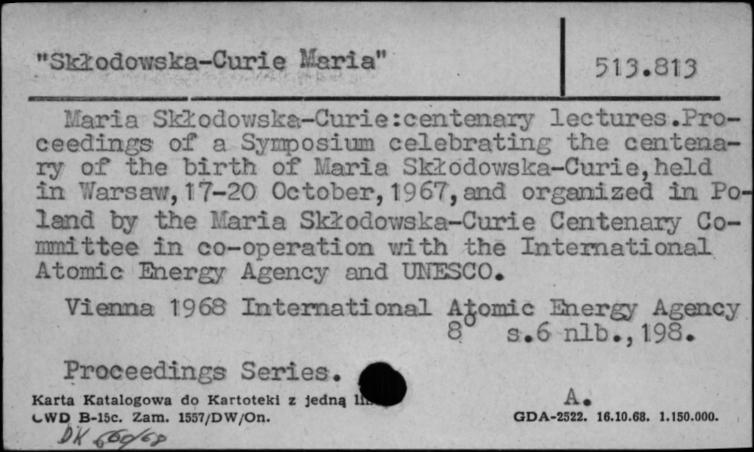 "Skłodowska-Curie Maria"
513.813
Maria Skłodowska-Curie:centenary lectures.Pro-
ceedings of a Symposium celebrating the centena-
ry of the birth of Maria Skłodowska-Curie,held
in Warsaw,17-20 October,1967,and organized in Po-
land by the Maria Skłodowska-Curie Centenary Co-
mmittee in co-operation with the International
Atomic Energy Agency and UNESCO.
Vienna 1968 International Atomic Energy Agency
8° s.6 nlb.,198.
Proceedings Series.
Karta Katalogowa do Kartoteki z jedną
A.
CWD B-15c. Zam. 1557/DW/On.
GDA-2522. 16.10.68. 1.150.000.
DK 660/68